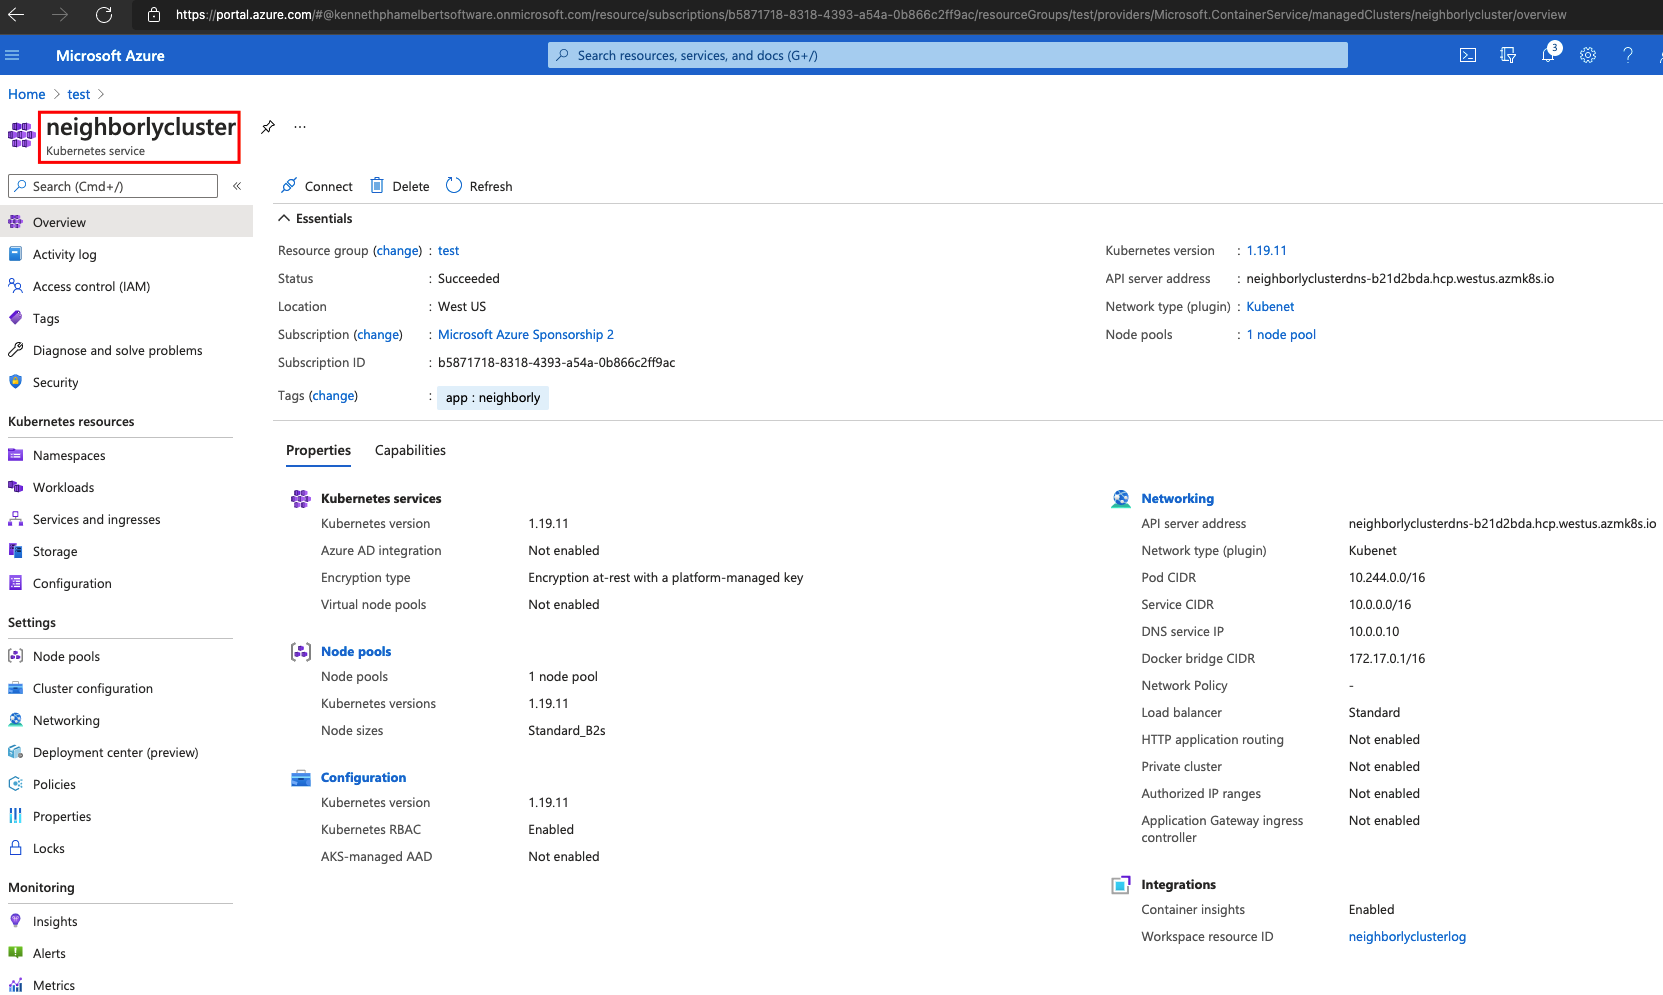 https://portal.azure.com/#@kennethphamelbertsoftware.onmicrosoft.com/resource/subscriptions/b5871718-8318-4393-a54a-0b866c2ff9ac/resourceGroups/test/providers/Microsoft.ContainerService/managedClusters/neighborlycluster/overview
Microsoft Azure
Search resources, services, and docs (G+/)
3
Home > test >
neighborlycluster
Kubernetes service
Search (Cmd+/)
Overview
Activity log
Access control (IAM)
Tags
Diagnose and solve problems
Security
Kubernetes resources
Namespaces
Workloads
Services and ingresses
Storage
Configuration
Settings
Node pools
Cluster configuration
Networking
Deployment center (preview)
Policies
Properties
Locks
Monitoring
Insights
Alerts
Metrics
Connect Delete Refresh
Essentials
Resource group (change) : test
Status : Succeeded
Location : West US
Subscription (change) : Microsoft Azure Sponsorship 2
Subscription ID : b5871718-8318-4393-a54a-0b866c2ff9ac
Tags (change) : app : neighborly
Kubernetes version : 1.19.11
API server address : neighborlyclusterdns-b21d2bda.hcp.westus.azmk8s.io
Network type (plugin) : Kubenet
Node pools : 1 node pool
Properties Capabilities
Kubernetes services
Kubernetes version 1.19.11
Azure AD integration Not enabled
Encryption type Encryption at-rest with a platform-managed key
Virtual node pools Not enabled
Node pools
Node pools 1 node pool
Kubernetes versions 1.19.11
Node sizes Standard_B2s
Configuration
Kubernetes version 1.19.11
Kubernetes RBAC Enabled
AKS-managed AAD Not enabled
Networking
API server address neighborlyclusterdns-b21d2bda.hcp.westus.azmk8s.io
Network type (plugin) Kubenet
Pod CIDR 10.244.0.0/16
Service CIDR 10.0.0.0/16
DNS service IP 10.0.0.10
Docker bridge CIDR 172.17.0.1/16
Network Policy -
Load balancer Standard
HTTP application routing Not enabled
Private cluster Not enabled
Authorized IP ranges Not enabled
Application Gateway ingress Not enabled
controller
Integrations
Container insights Enabled
Workspace resource ID neighborlyclusterlog